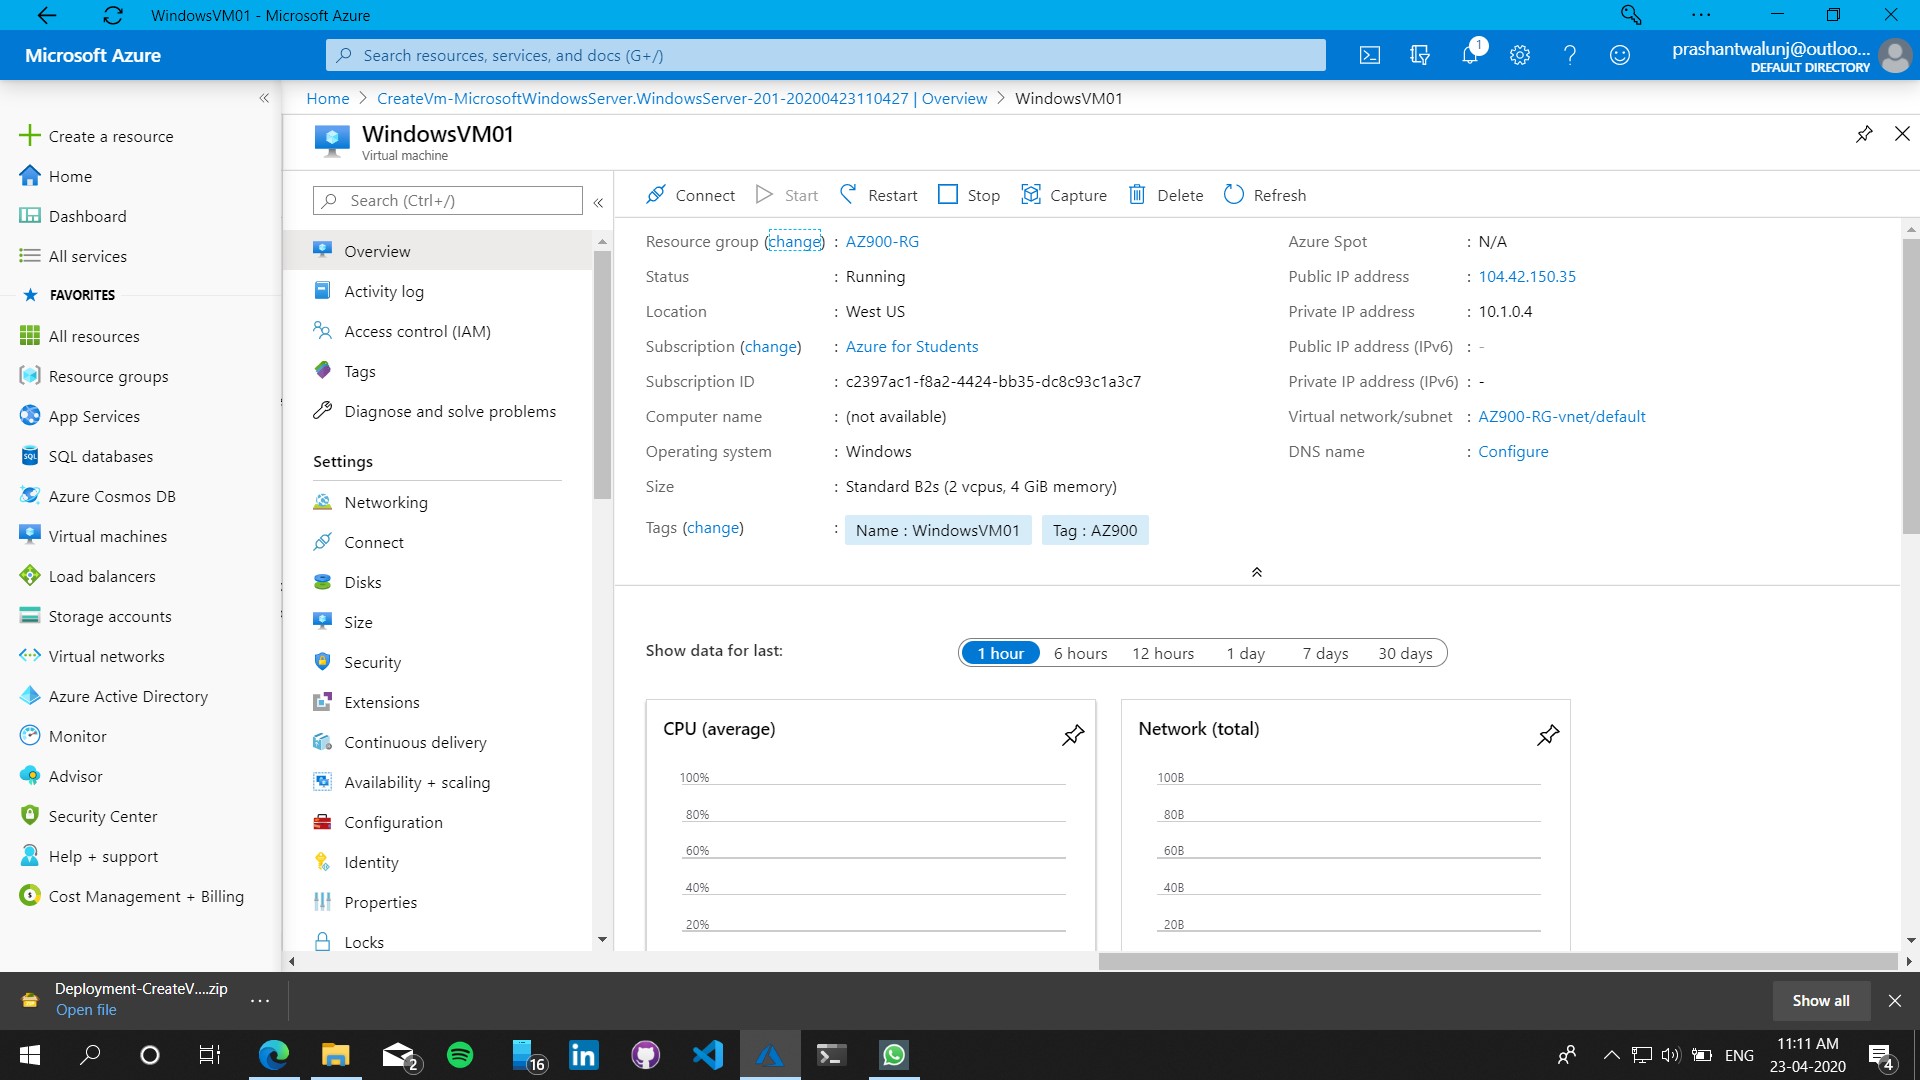 WindowsVM01 - Microsoft Azure
Microsoft Azure
Search resources, services, and docs (G+/)
1
prashantwalunj@outloo...
DEFAULT DIRECTORY
Create a resource
Home
Dashboard
All services
FAVORITES
All resources
Resource groups
App Services
SQL databases
Azure Cosmos DB
Virtual machines
Load balancers
Storage accounts
Virtual networks
Azure Active Directory
Monitor
Advisor
Security Center
Help + support
Cost Management + Billing
Home > CreateVm-MicrosoftWindowsServer.WindowsServer-201-20200423110427 | Overview > WindowsVM01
WindowsVM01
Virtual machine
Search (Ctrl+/)
Overview
Activity log
Access control (IAM)
Tags
Diagnose and solve problems
Settings
Networking
Connect
Disks
Size
Security
Extensions
Continuous delivery
Availability + scaling
Configuration
Identity
Properties
Locks
Connect Start Restart Stop Capture Delete Refresh
Resource group (change) : AZ900-RG
Status : Running
Location : West US
Subscription (change) : Azure for Students
Subscription ID : c2397ac1-f8a2-4424-bb35-dc8c93c1a3c7
Computer name : (not available)
Operating system : Windows
Size : Standard B2s (2 vcpus, 4 GiB memory)
Tags (change) : Name : WindowsVM01 Tag : AZ900
Azure Spot : N/A
Public IP address : 104.42.150.35
Private IP address : 10.1.0.4
Public IP address (IPv6) : -
Private IP address (IPv6) : -
Virtual network/subnet : AZ900-RG-vnet/default
DNS name : Configure
Show data for last:
1 hour 6 hours 12 hours 1 day 7 days 30 days
CPU (average)
100%
80%
60%
40%
20%
Network (total)
100B
80B
60B
40B
20B
Deployment-CreateV....zip
Open file
...
Show all
2
16
ENG
11:11 AM
23-04-2020
4